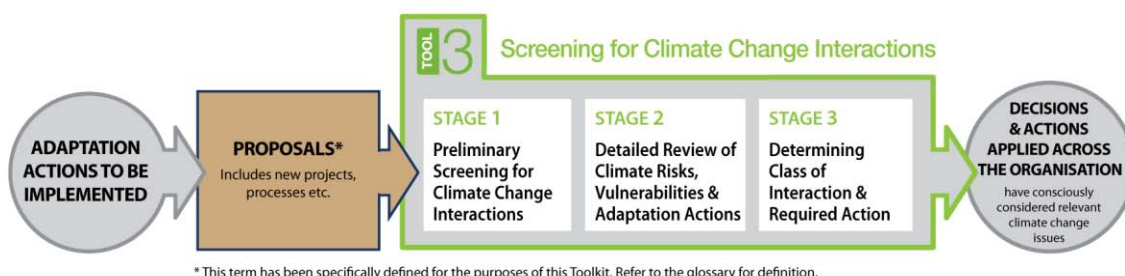 TOOL 3 Screening for Climate Change Interactions
ADAPTATION
ACTIONS TO BE
IMPLEMENTED
PROPOSALS*
Includes new projects,
processes etc.
STAGE 1
Preliminary
Screening for
Climate Change
Interactions
STAGE 2
Detailed Review of
Climate Risks,
Vulnerabilities &
Adaptation Actions
STAGE 3
Determining
Class of
Interaction &
Required Action
DECISIONS
& ACTIONS
APPLIED ACROSS
THE ORGANISATION
have consciously
considered relevant
climate change
issues
* This term has been specifically defined for the purposes of this Toolkit. Refer to the glossary for definition.